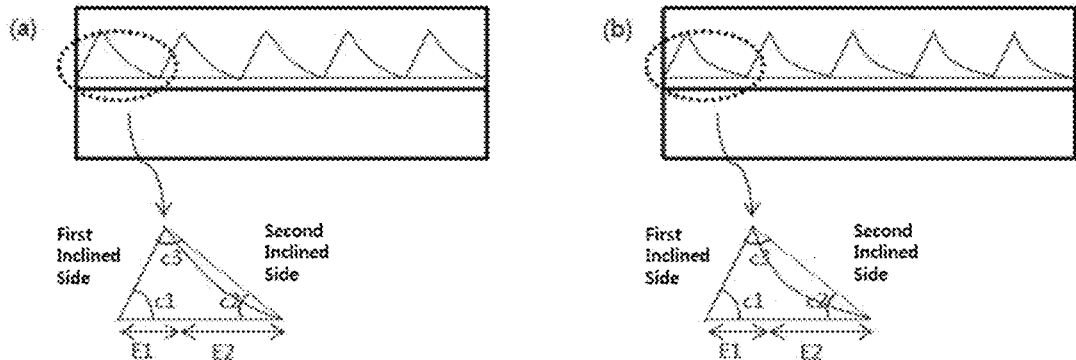 (a)
First
Inclined
Side
Second
Inclined
Side
c3
c1
c2
E1
E2
(b)
First
Inclined
Side
Second
Inclined
Side
c3
c1
c2
E1
E2